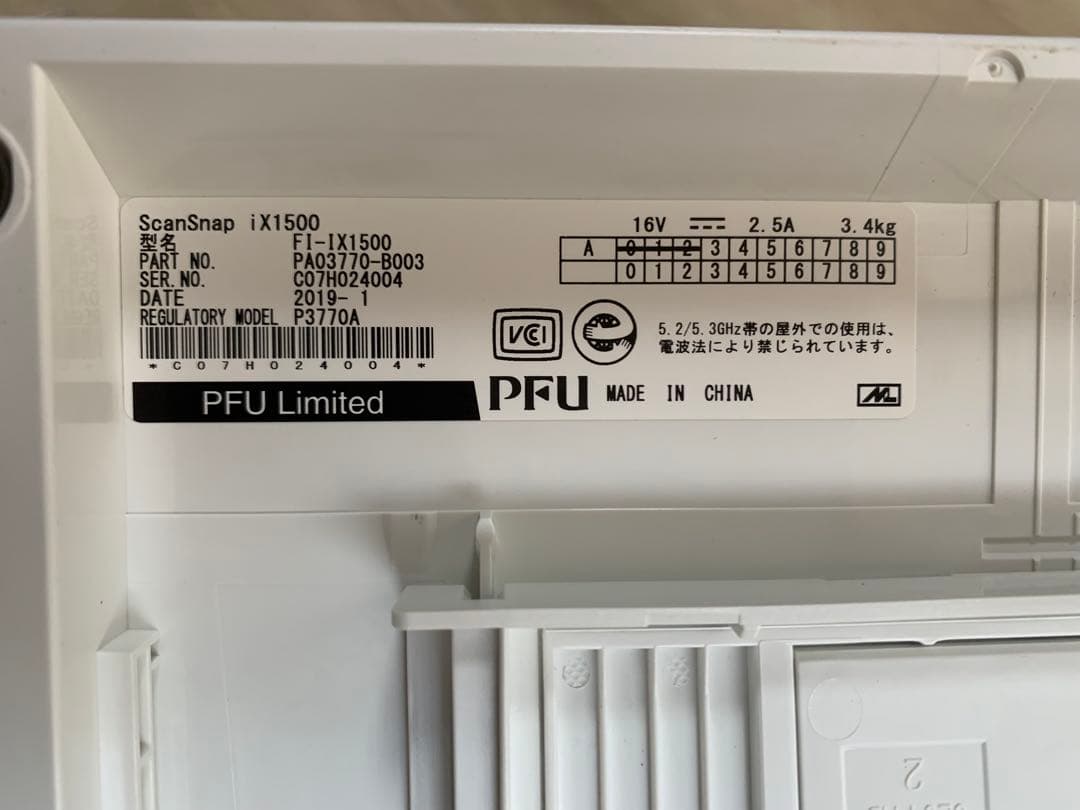 ScanSnap iX1500
型名 FI-IX1500
PART NO. PA03770-B003
SER.NO. C07H024004
DATE 2019- 1
REGULATORY MODEL P3770A
*C07H024004*
PFU Limited
16V 2.5A 3.4kg
A 0 1 2 3 4 5 6 7 8 9
0 1 2 3 4 5 6 7 8 9
VCI
5.2/5.3GHz帯の屋外での使用は、
電波法により禁じられています。
PFU MADE IN CHINA
ML
2